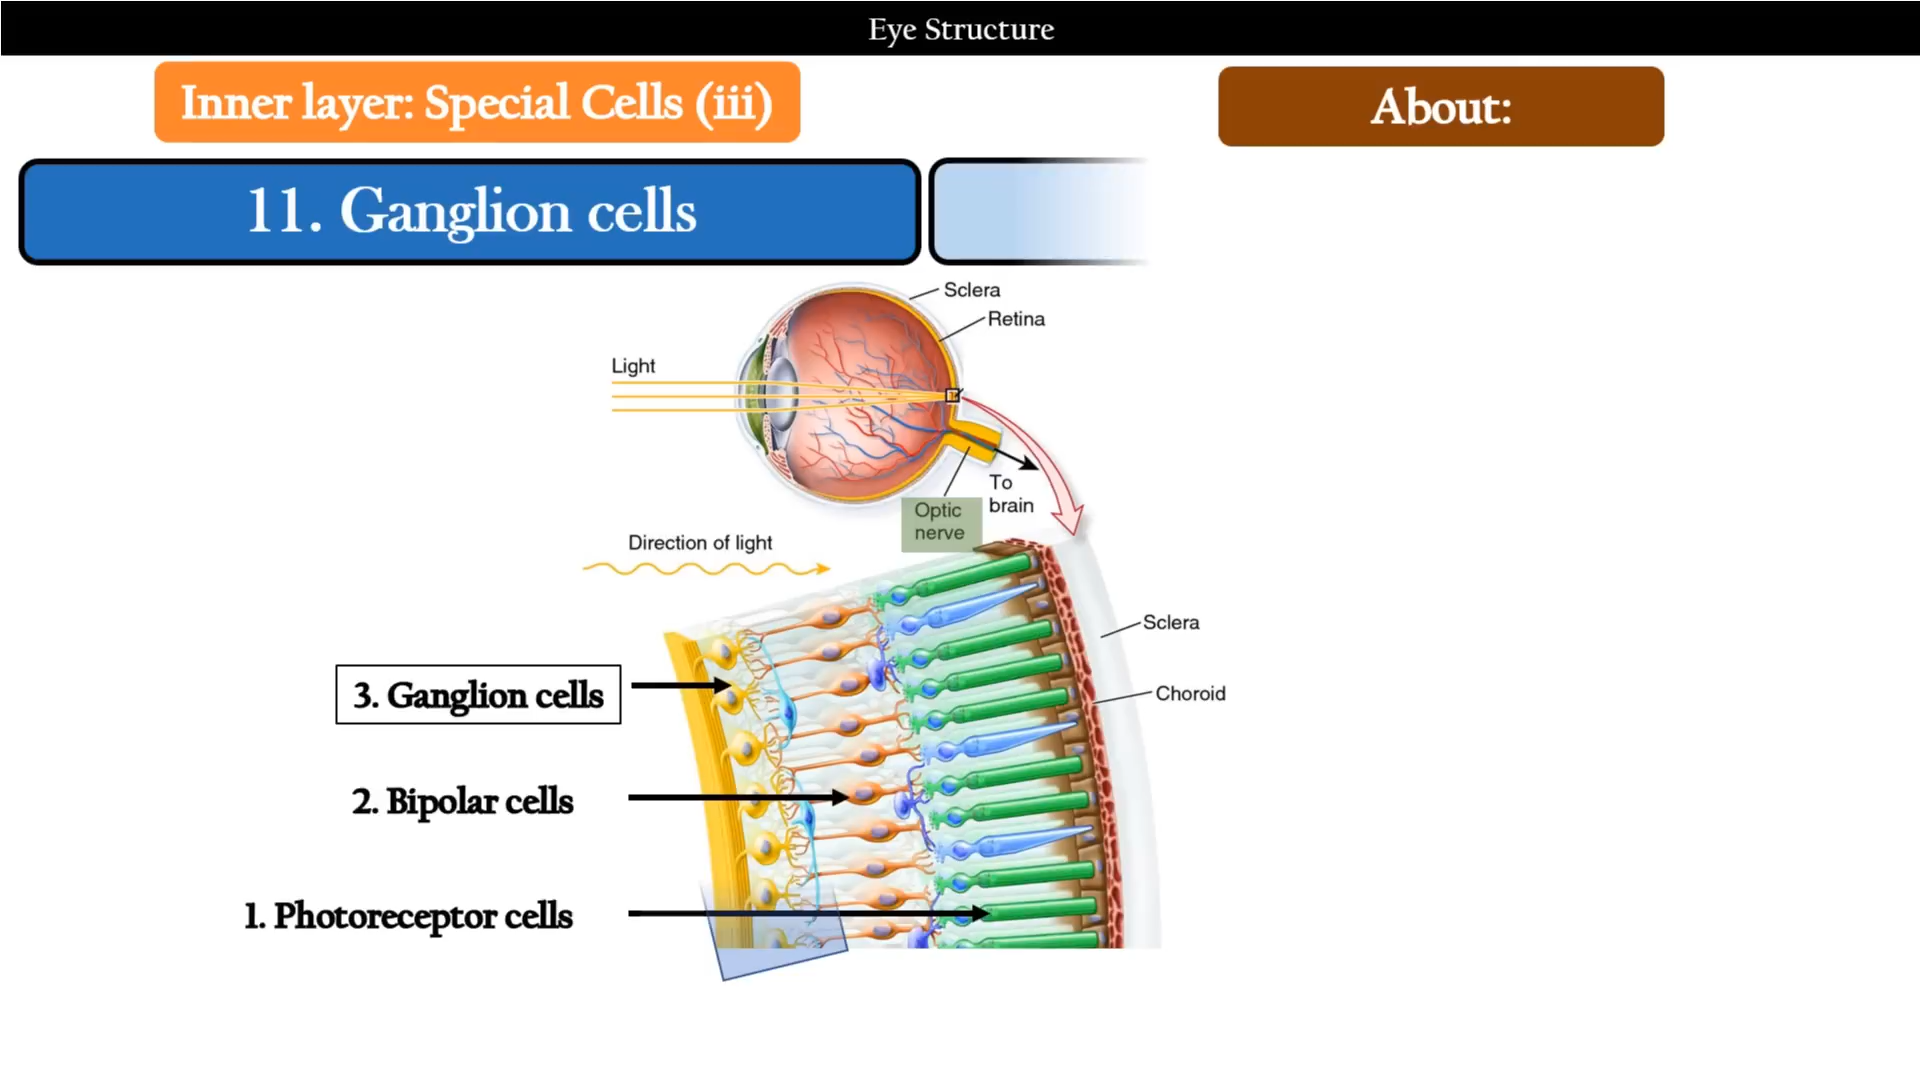 Eye Structure
Inner layer: Special Cells (iii)
About:
11. Ganglion cells
Sclera
Retina
Light
To
brain
Optic
nerve
Direction of light
Sclera
3. Ganglion cells
Choroid
2. Bipolar cells
1. Photoreceptor cells